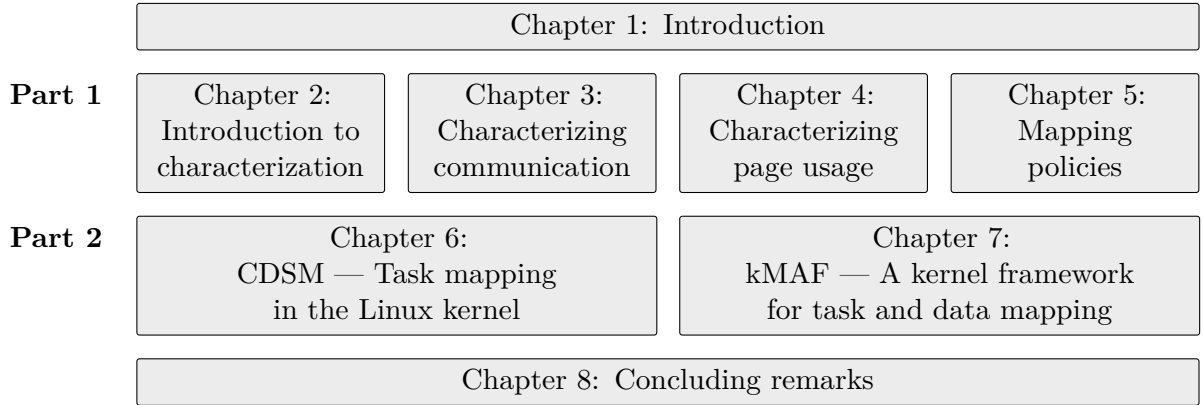 Chapter 1: Introduction
Part 1
Chapter 2:
Introduction to
characterization
Chapter 3:
Characterizing
communication
Chapter 4:
Characterizing
page usage
Chapter 5:
Mapping
policies
Part 2
Chapter 6:
CDSM — Task mapping
in the Linux kernel
Chapter 7:
kMAF — A kernel framework
for task and data mapping
Chapter 8: Concluding remarks